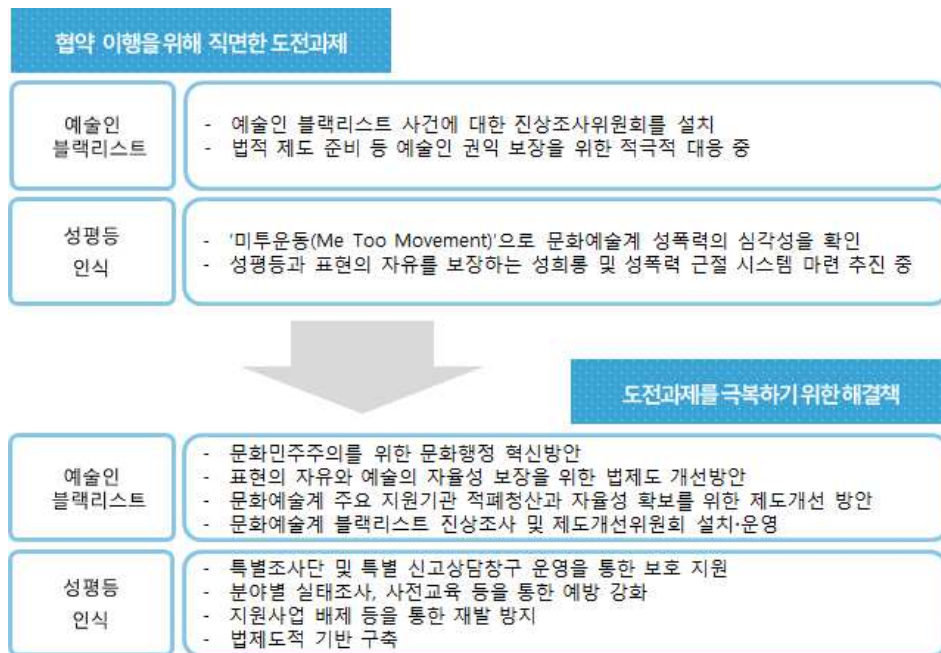 협약 이행을 위해 직면한 도전과제
예술인
블랙리스트
- 예술인 블랙리스트 사건에 대한 진상조사위원회를 설치
- 법적 제도 준비 등 예술인 권익 보장을 위한 적극적 대응 중
성평등
인식
- '미투운동(Me Too Movement)'으로 문화예술계 성폭력의 심각성을 확인
- 성평등과 표현의 자유를 보장하는 성희롱 및 성폭력 근절 시스템 마련 추진 중
도전과제를 극복하기 위한 해결책
예술인
블랙리스트
- 문화민주주의를 위한 문화행정 혁신방안
- 표현의 자유와 예술의 자율성 보장을 위한 법제도 개선방안
- 문화예술계 주요 지원기관 적폐청산과 자율성 확보를 위한 제도개선 방안
- 문화예술계 블랙리스트 진상조사 및 제도개선위원회 설치·운영
성평등
인식
- 특별조사단 및 특별 신고상담창구 운영을 통한 보호 지원
- 분야별 실태조사, 사전교육 등을 통한 예방 강화
- 지원사업 배제 등을 통한 재발 방지
- 법제도적 기반 구축